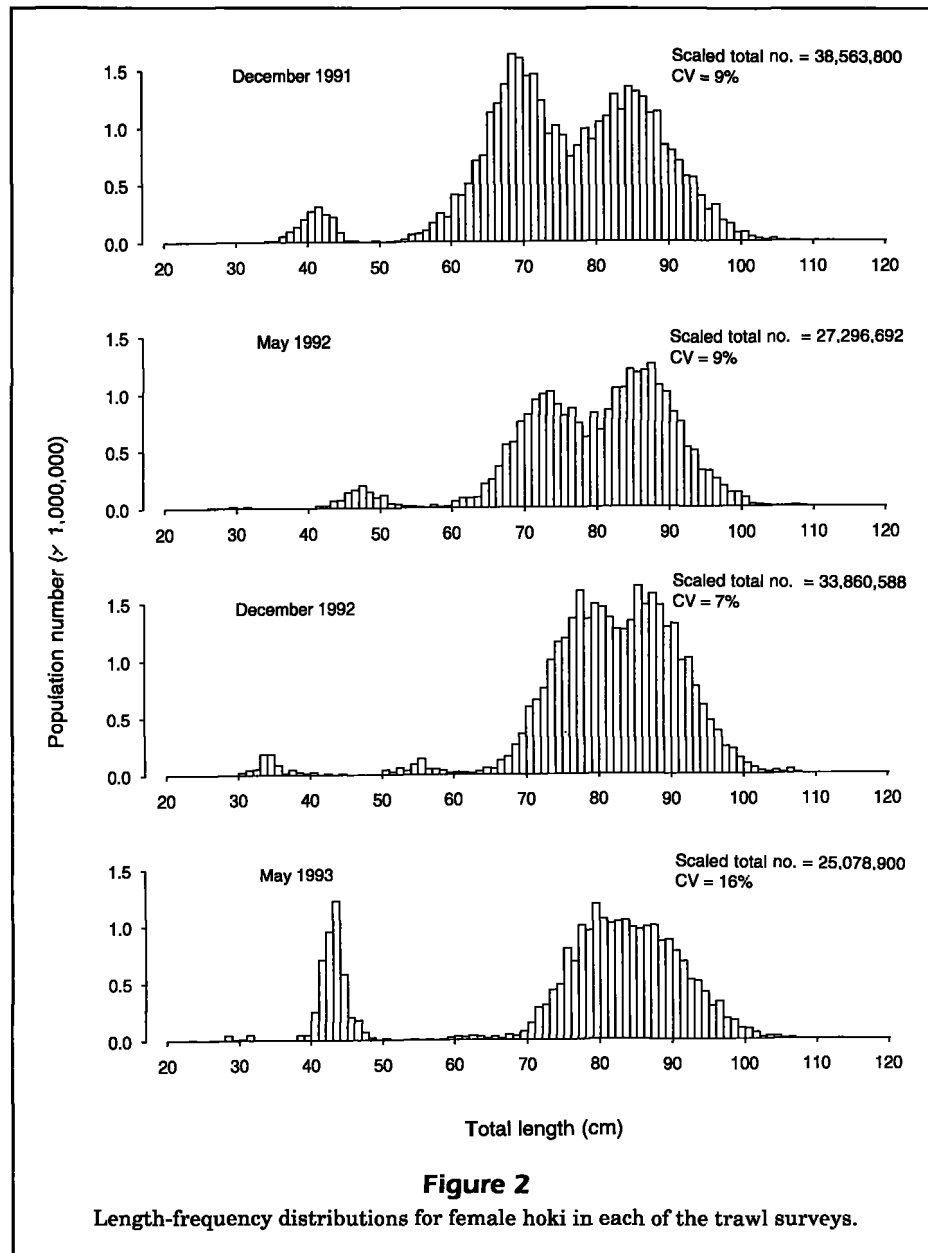 December 1991
Scaled total no. = 38,563,800
CV = 9%
1.5
1.0
0.5
0.0
20 30 40 50 60 70 80 90 100 110 120
May 1992
Scaled total no. = 27,296,692
CV = 9%
1.5
1.0
0.5
0.0
20 30 40 50 60 70 80 90 100 110 120
Population number (× 1,000,000)
December 1992
Scaled total no. = 33,860,588
CV = 7%
1.5
1.0
0.5
0.0
20 30 40 50 60 70 80 90 100 110 120
May 1993
Scaled total no. = 25,078,900
CV = 16%
1.5
1.0
0.5
0.0
20 30 40 50 60 70 80 90 100 110 120
Total length (cm)
Figure 2
Length-frequency distributions for female hoki in each of the trawl surveys.